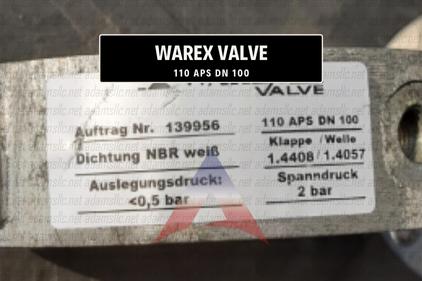 WAREX VALVE
110 APS DN 100
VALVE
Auftrag Nr. 139956
110 APS DN 100
Dichtung NBR weiß
Klappe / Welle
1.4408 / 1.4057
Auslegungsdruck:
<0,5 bar
Spanndruck
2 bar